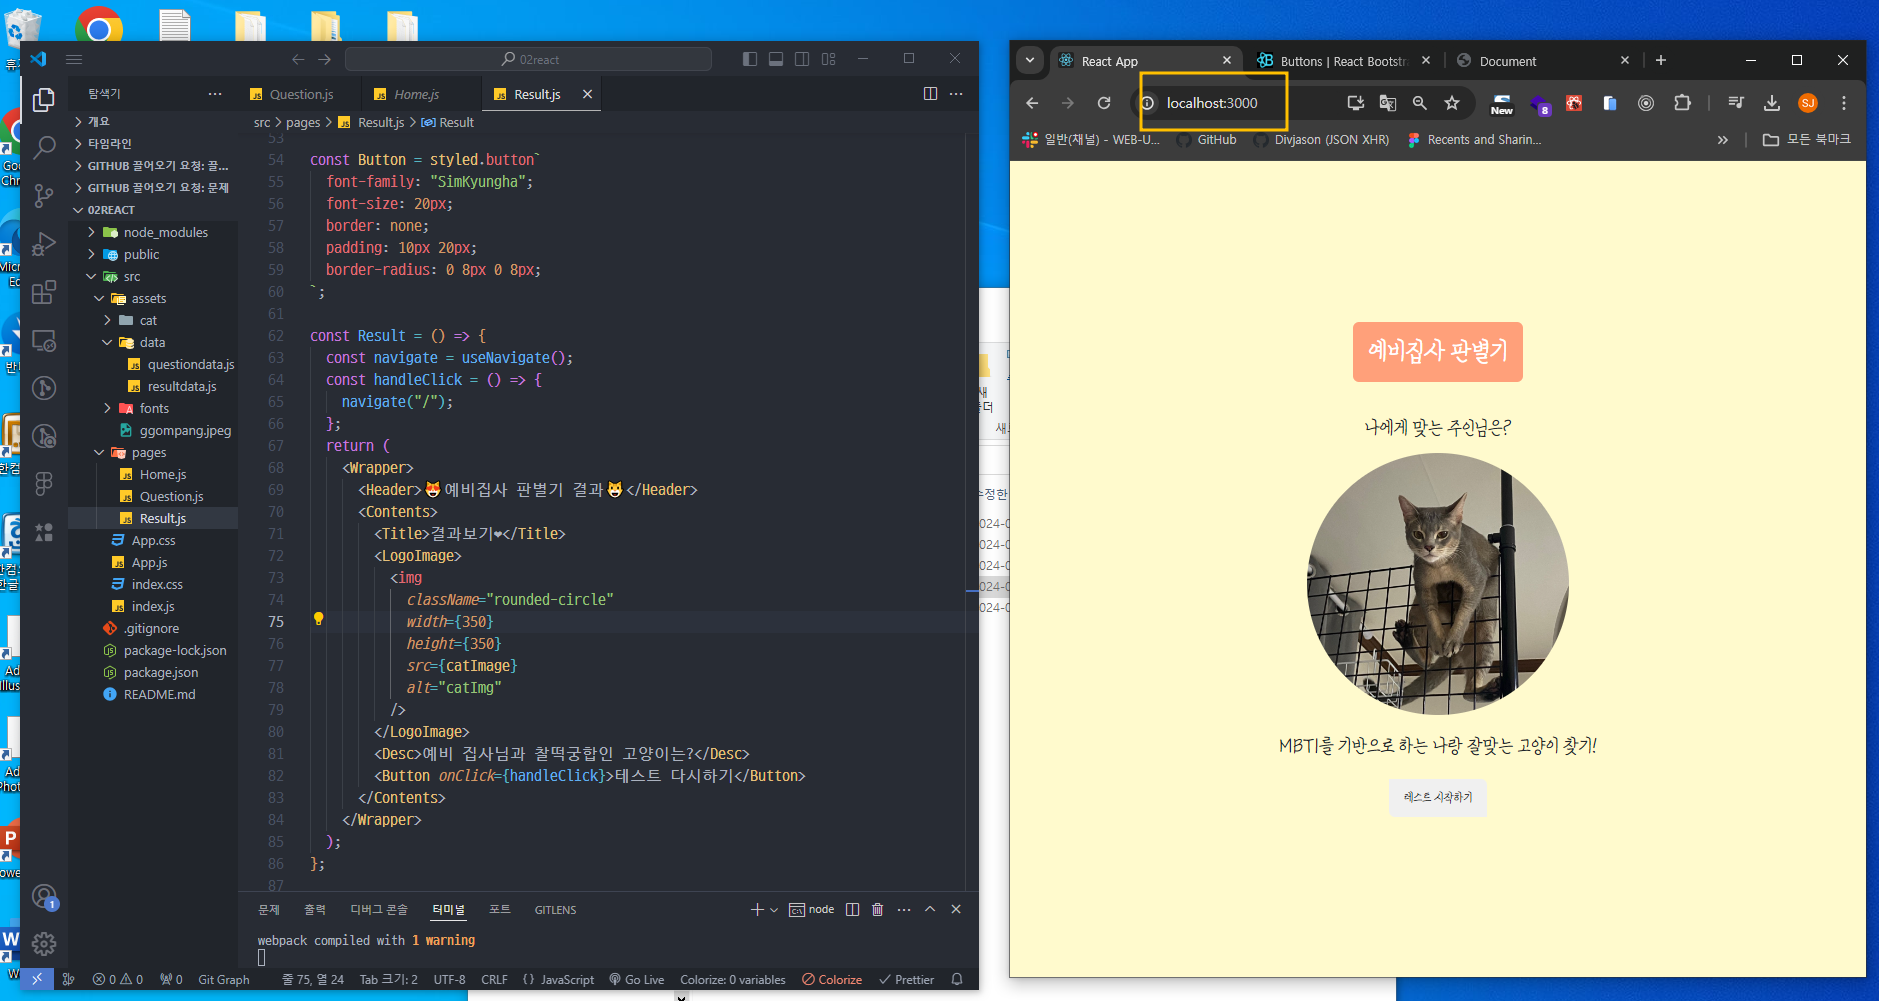 02react
탐색기
Question.js
Home.js
Result.js
src > pages > Result.js > Result
개요
타임라인
GITHUB 끌어오기 요청: 끌...
GITHUB 끌어오기 요청: 문제
02REACT
node_modules
public
src
assets
cat
data
questiondata.js
resultdata.js
fonts
ggompang.jpeg
pages
Home.js
Question.js
Result.js
App.css
App.js
index.css
index.js
.gitignore
package-lock.json
package.json
README.md
53
54 const Button = styled.button`
55 font-family: "SimKyungha";
56 font-size: 20px;
57 border: none;
58 padding: 10px 20px;
59 border-radius: 0 8px 0 8px;
60 `;
61
62 const Result = () => {
63 const navigate = useNavigate();
64 const handleClick = () => {
65 navigate("/");
66 };
67 return (
68 <Wrapper>
69 <Header>😻예비집사 판별기 결과🐱</Header>
70 <Contents>
71 <Title>결과보기❤</Title>
72 <LogoImage>
73 <img
74 className="rounded-circle"
75 width={350}
76 height={350}
77 src={catImage}
78 alt="catImg"
79 />
80 </LogoImage>
81 <Desc>예비 집사님과 찰떡궁합인 고양이는?</Desc>
82 <Button onClick={handleClick}>테스트 다시하기</Button>
83 </Contents>
84 </Wrapper>
85 );
86 };
87
문제 출력 디버그 콘솔 터미널 포트 GITLENS
node
webpack compiled with 1 warning
1
0 0 0 Git Graph 줄 75, 열 24 Tab 크기: 2 UTF-8 CRLF {} JavaScript Go Live Colorize: 0 variables Colorize Prettier
React App
Buttons | React Bootstr
Document
localhost:3000
New
8
SJ
일반(채널) - WEB-U...
GitHub
Divjason (JSON XHR)
Recents and Sharin...
모든 북마크
예비집사 판별기
나에게 맞는 주인님은?
MBTI를 기반으로 하는 나랑 잘맞는 고양이 찾기!
테스트 시작하기